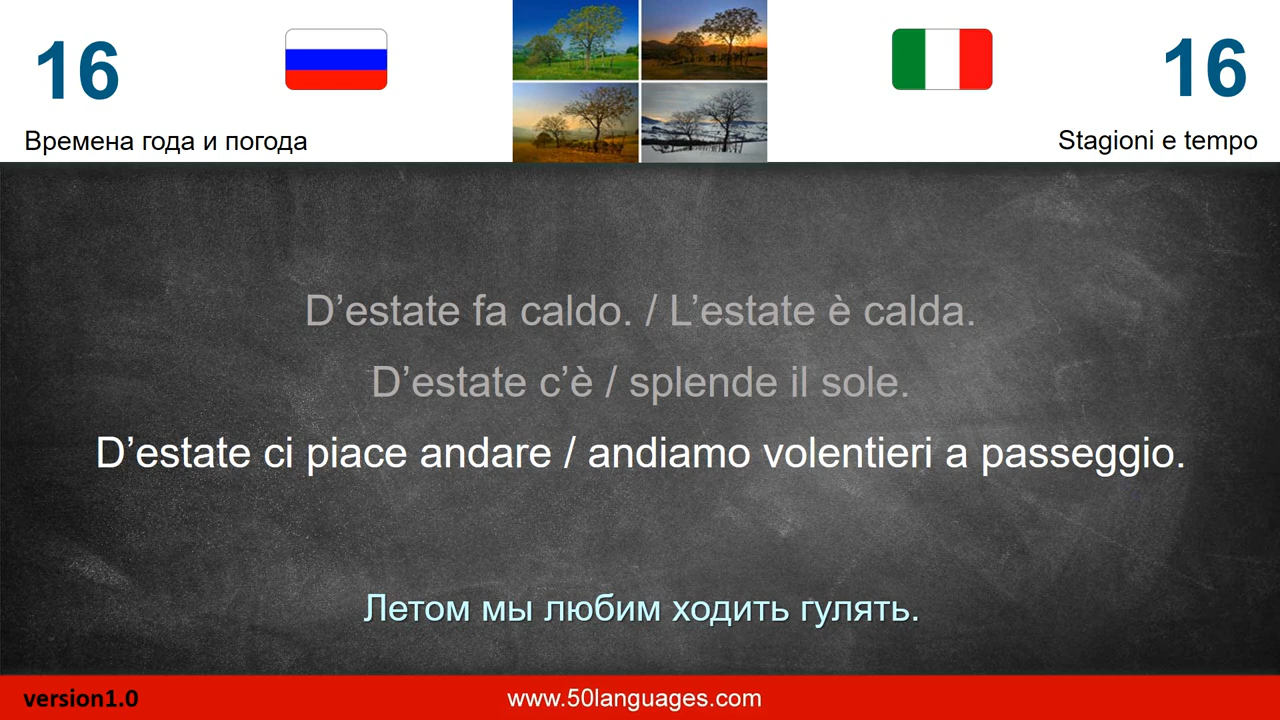 16
16
Времена года и погода
Stagioni e tempo
D’estate fa caldo. / L’estate è calda.
D’estate c’è / splende il sole.
D’estate ci piace andare / andiamo volentieri a passeggio.
Летом мы любим ходить гулять.
version1.0
www.50languages.com